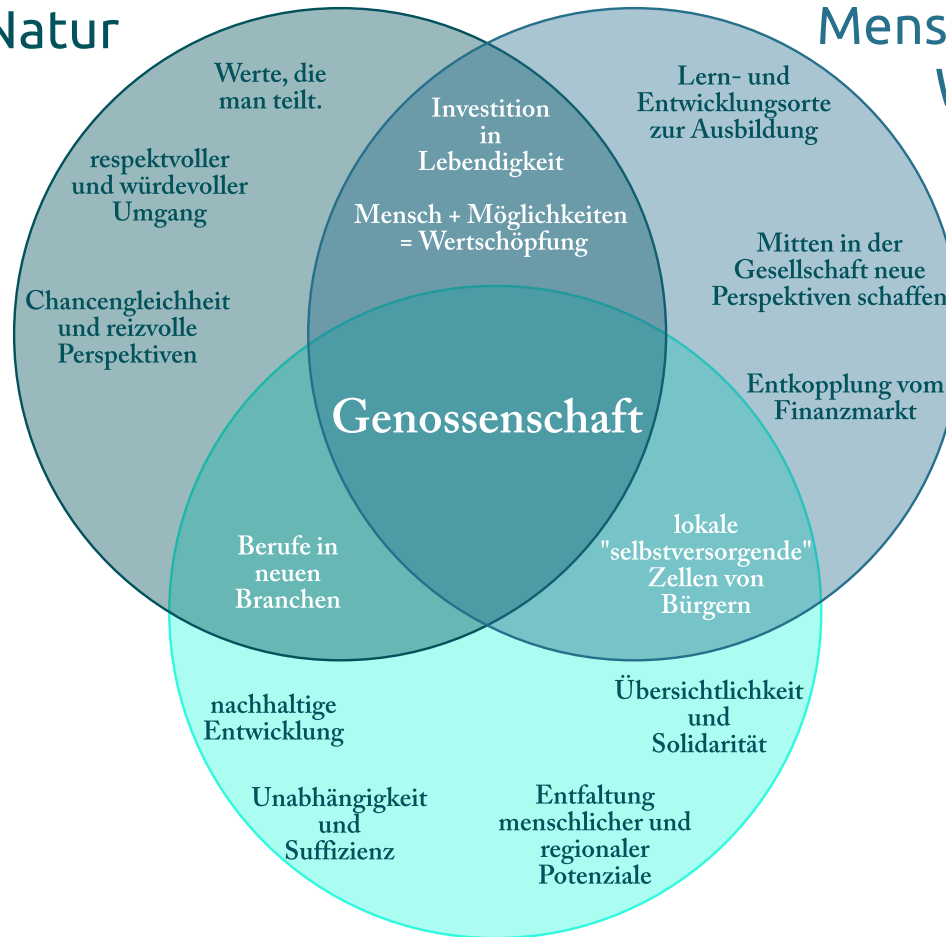 Natur
Mens
Werte, die
man teilt.
respektvoller
und würdevoller
Umgang
Chancengleichheit
und reizvolle
Perspektiven
Investition
in
Lebendigkeit
Mensch + Möglichkeiten
= Wertschöpfung
Lern- und
Entwicklungsorte
zur Ausbildung
Mitten in der
Gesellschaft neue
Perspektiven schaffen
Entkopplung vom
Finanzmarkt
Genossenschaft
Berufe in
neuen
Branchen
lokale
"selbstversorgende"
Zellen von
Bürgern
nachhaltige
Entwicklung
Übersichtlichkeit
und
Solidarität
Unabhängigkeit
und
Suffizienz
Entfaltung
menschlicher und
regionaler
Potenziale